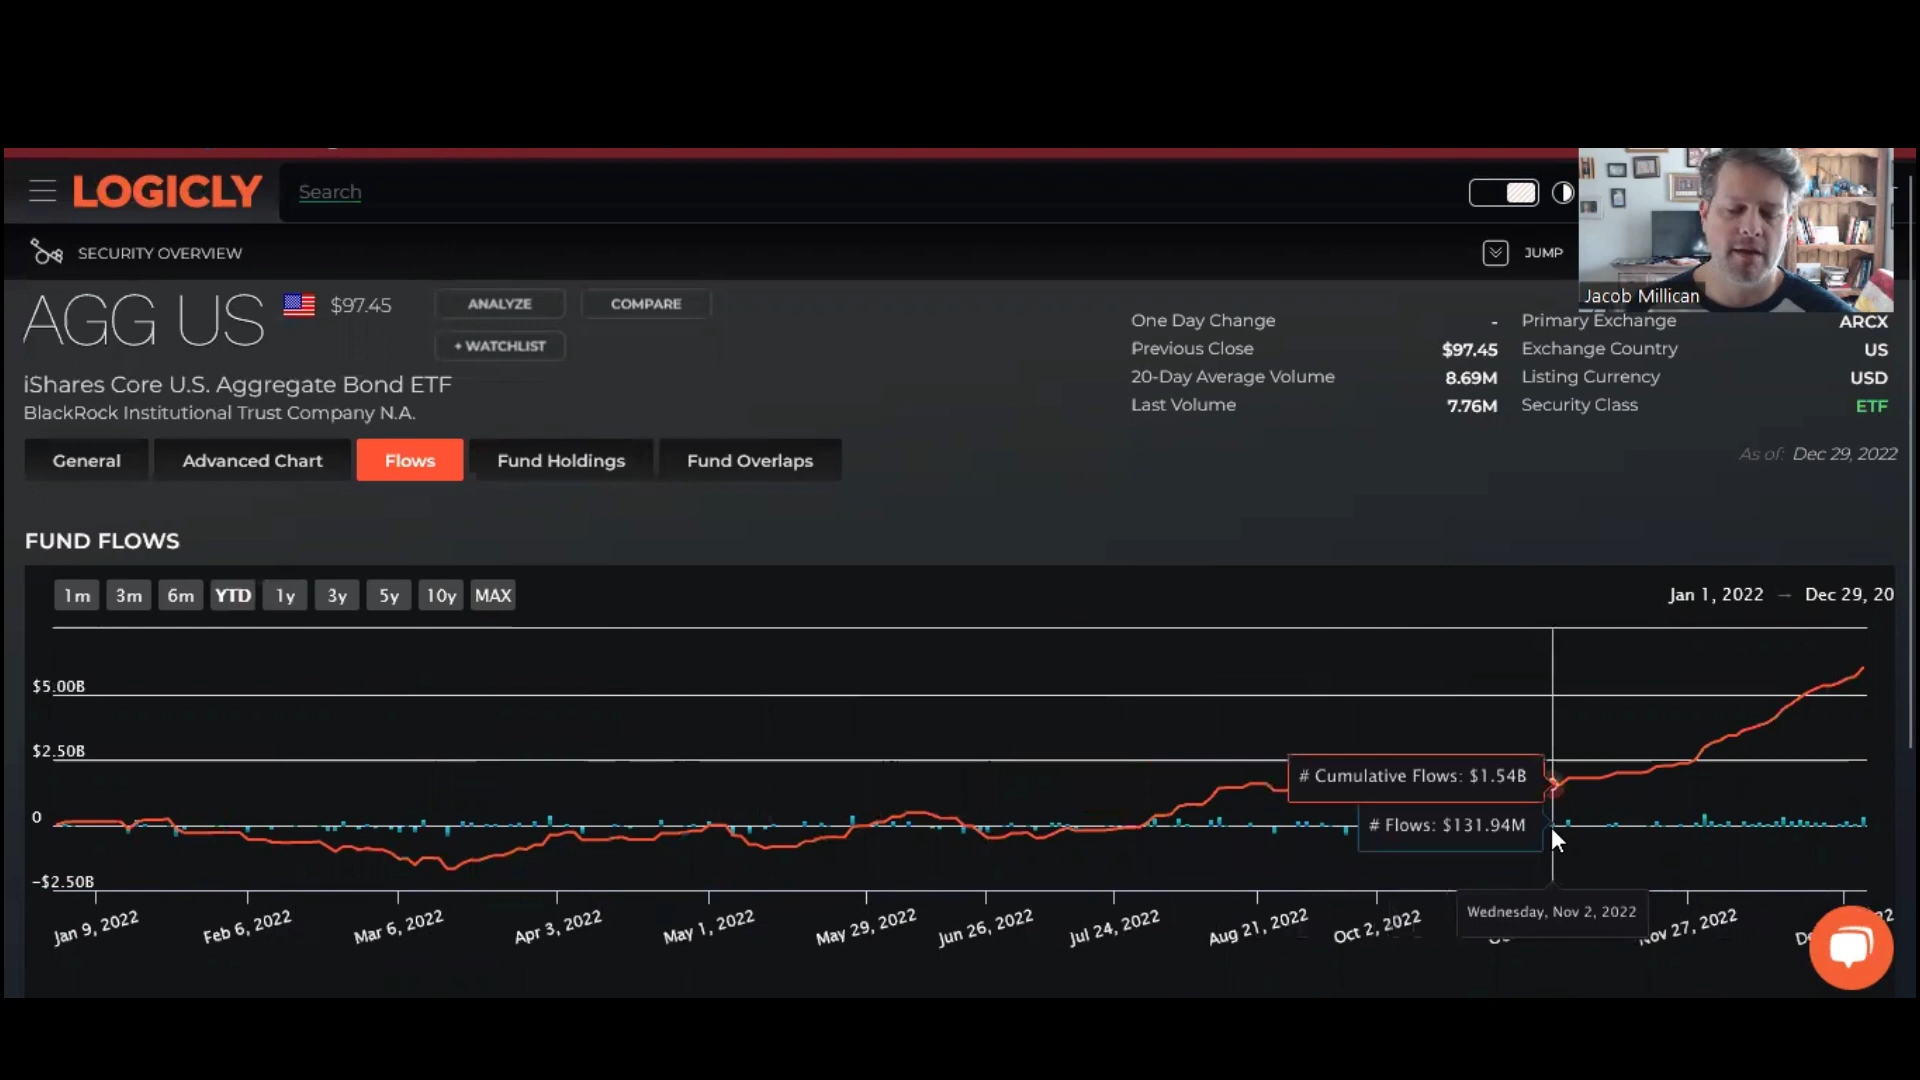 LOGICLY
Search
SECURITY OVERVIEW
JUMP
Jacob Millican
AGG US
$97.45
ANALYZE
COMPARE
+ WATCHLIST
iShares Core U.S. Aggregate Bond ETF
BlackRock Institutional Trust Company N.A.
One Day Change -
Previous Close $97.45
20-Day Average Volume 8.69M
Last Volume 7.76M
Primary Exchange ARCX
Exchange Country US
Listing Currency USD
Security Class ETF
General Advanced Chart Flows Fund Holdings Fund Overlaps
As of: Dec 29, 2022
FUND FLOWS
1m 3m 6m YTD 1y 3y 5y 10y MAX
Jan 1, 2022 – Dec 29, 20
$5.00B
$2.50B
0
−$2.50B
# Cumulative Flows: $1.54B
# Flows: $131.94M
Wednesday, Nov 2, 2022
Jan 9, 2022
Feb 6, 2022
Mar 6, 2022
Apr 3, 2022
May 1, 2022
May 29, 2022
Jun 26, 2022
Jul 24, 2022
Aug 21, 2022
Oct 2, 2022
Nov 27, 2022